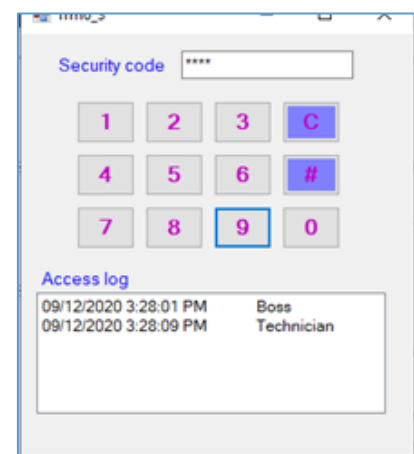 Security code ****
1 2 3 C
4 5 6 #
7 8 9 0
Access log
09/12/2020 3:28:01 PM Boss
09/12/2020 3:28:09 PM Technician